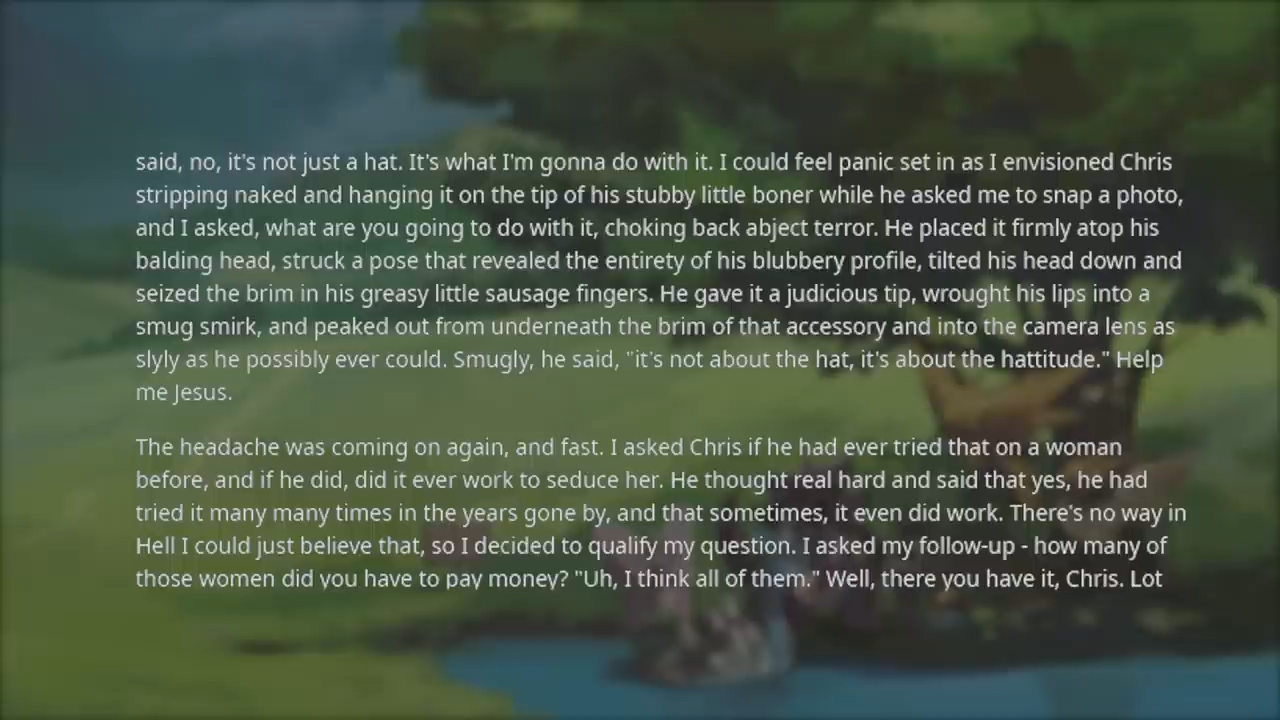 said, no, it's not just a hat. It's what I'm gonna do with it. I could feel panic set in as I envisioned Chris
stripping naked and hanging it on the tip of his stubby little boner while he asked me to snap a photo,
and I asked, what are you going to do with it, choking back abject terror. He placed it firmly atop his
balding head, struck a pose that revealed the entirety of his blubbery profile, tilted his head down and
seized the brim in his greasy little sausage fingers. He gave it a judicious tip, wrought his lips into a
smug smirk, and peaked out from underneath the brim of that accessory and into the camera lens as
slyly as he possibly ever could. Smugly, he said, "it's not about the hat, it's about the hattitude." Help
me Jesus.
The headache was coming on again, and fast. I asked Chris if he had ever tried that on a woman
before, and if he did, did it ever work to seduce her. He thought real hard and said that yes, he had
tried it many many times in the years gone by, and that sometimes, it even did work. There's no way in
Hell I could just believe that, so I decided to qualify my question. I asked my follow-up - how many of
those women did you have to pay money? "Uh, I think all of them." Well, there you have it, Chris. Lot